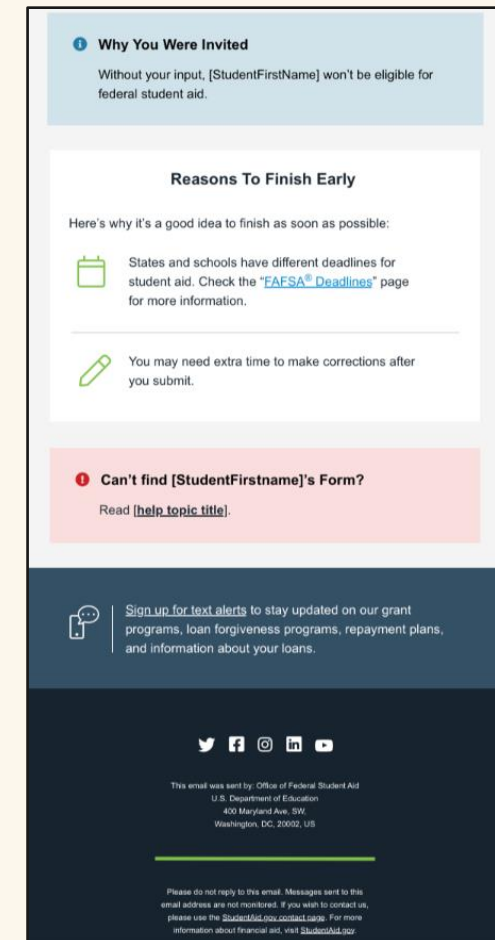 Why You Were Invited
Without your input, [StudentFirstName] won't be eligible for
federal student aid.
Reasons To Finish Early
Here's why it's a good idea to finish as soon as possible:
States and schools have different deadlines for
student aid. Check the "FAFSA® Deadlines" page
for more information.
You may need extra time to make corrections after
you submit.
Can't find [StudentFirstname]'s Form?
Read [help topic title].
Sign up for text alerts to stay updated on our grant
programs, loan forgiveness programs, repayment plans,
and information about your loans.
This email was sent by: Office of Federal Student Aid
U.S. Department of Education
400 Maryland Ave, SW,
Washington, DC, 20002, US
Please do not reply to this email. Messages sent to this
email address are not monitored. If you wish to contact us,
please use the StudentAid.gov contact page. For more
information about financial aid, visit StudentAid.gov.